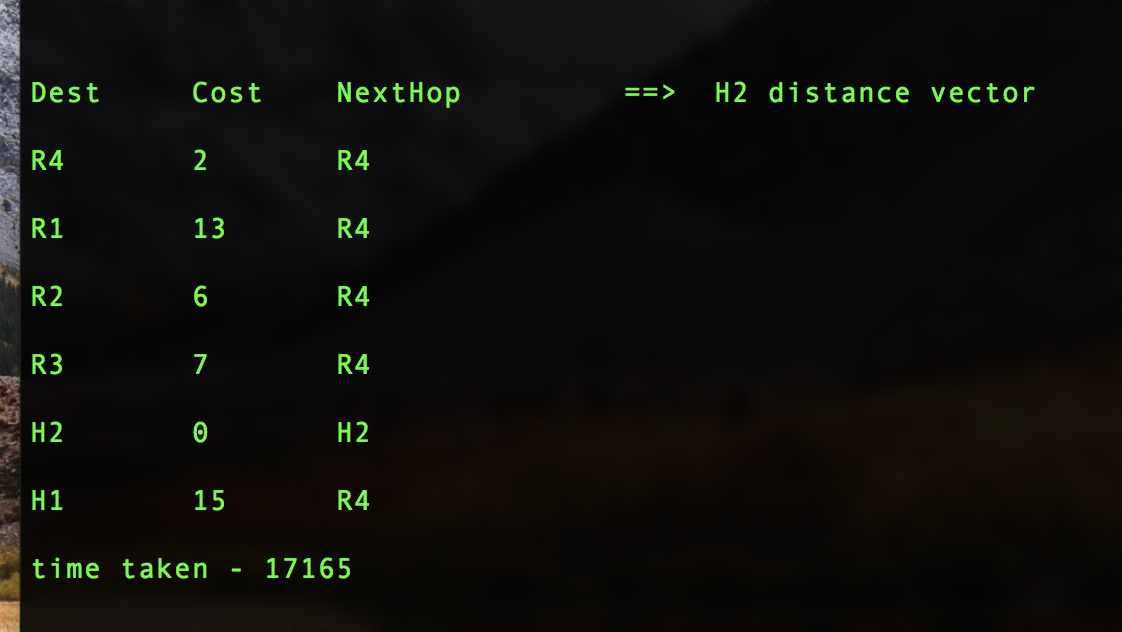 Dest Cost NextHop ==> H2 distance vector
R4 2 R4
R1 13 R4
R2 6 R4
R3 7 R4
H2 0 H2
H1 15 R4
time taken - 17165